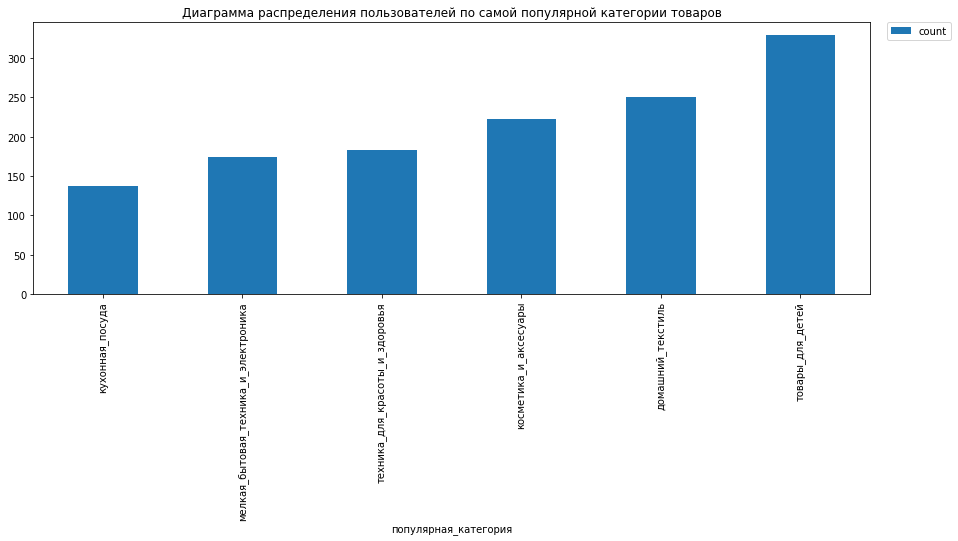 Диаграмма распределения пользователей по самой популярной категории товаров
count
300
250
200
150
100
50
0
кухонная_посуда
мелкая_бытовая_техника_и_электроника
техника_для_красоты_и_здоровья
косметика_и_аксесуары
домашний_текстиль
товары_для_детей
популярная_категория